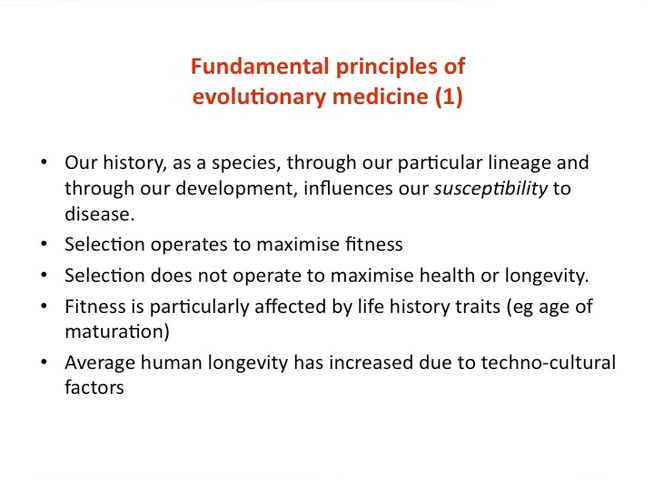 Fundamental principles of
evolutionary medicine (1)
• Our history, as a species, through our particular lineage and
through our development, influences our susceptibility to
disease.
• Selection operates to maximise fitness
• Selection does not operate to maximise health or longevity.
• Fitness is particularly affected by life history traits (eg age of
maturation)
• Average human longevity has increased due to techno-cultural
factors